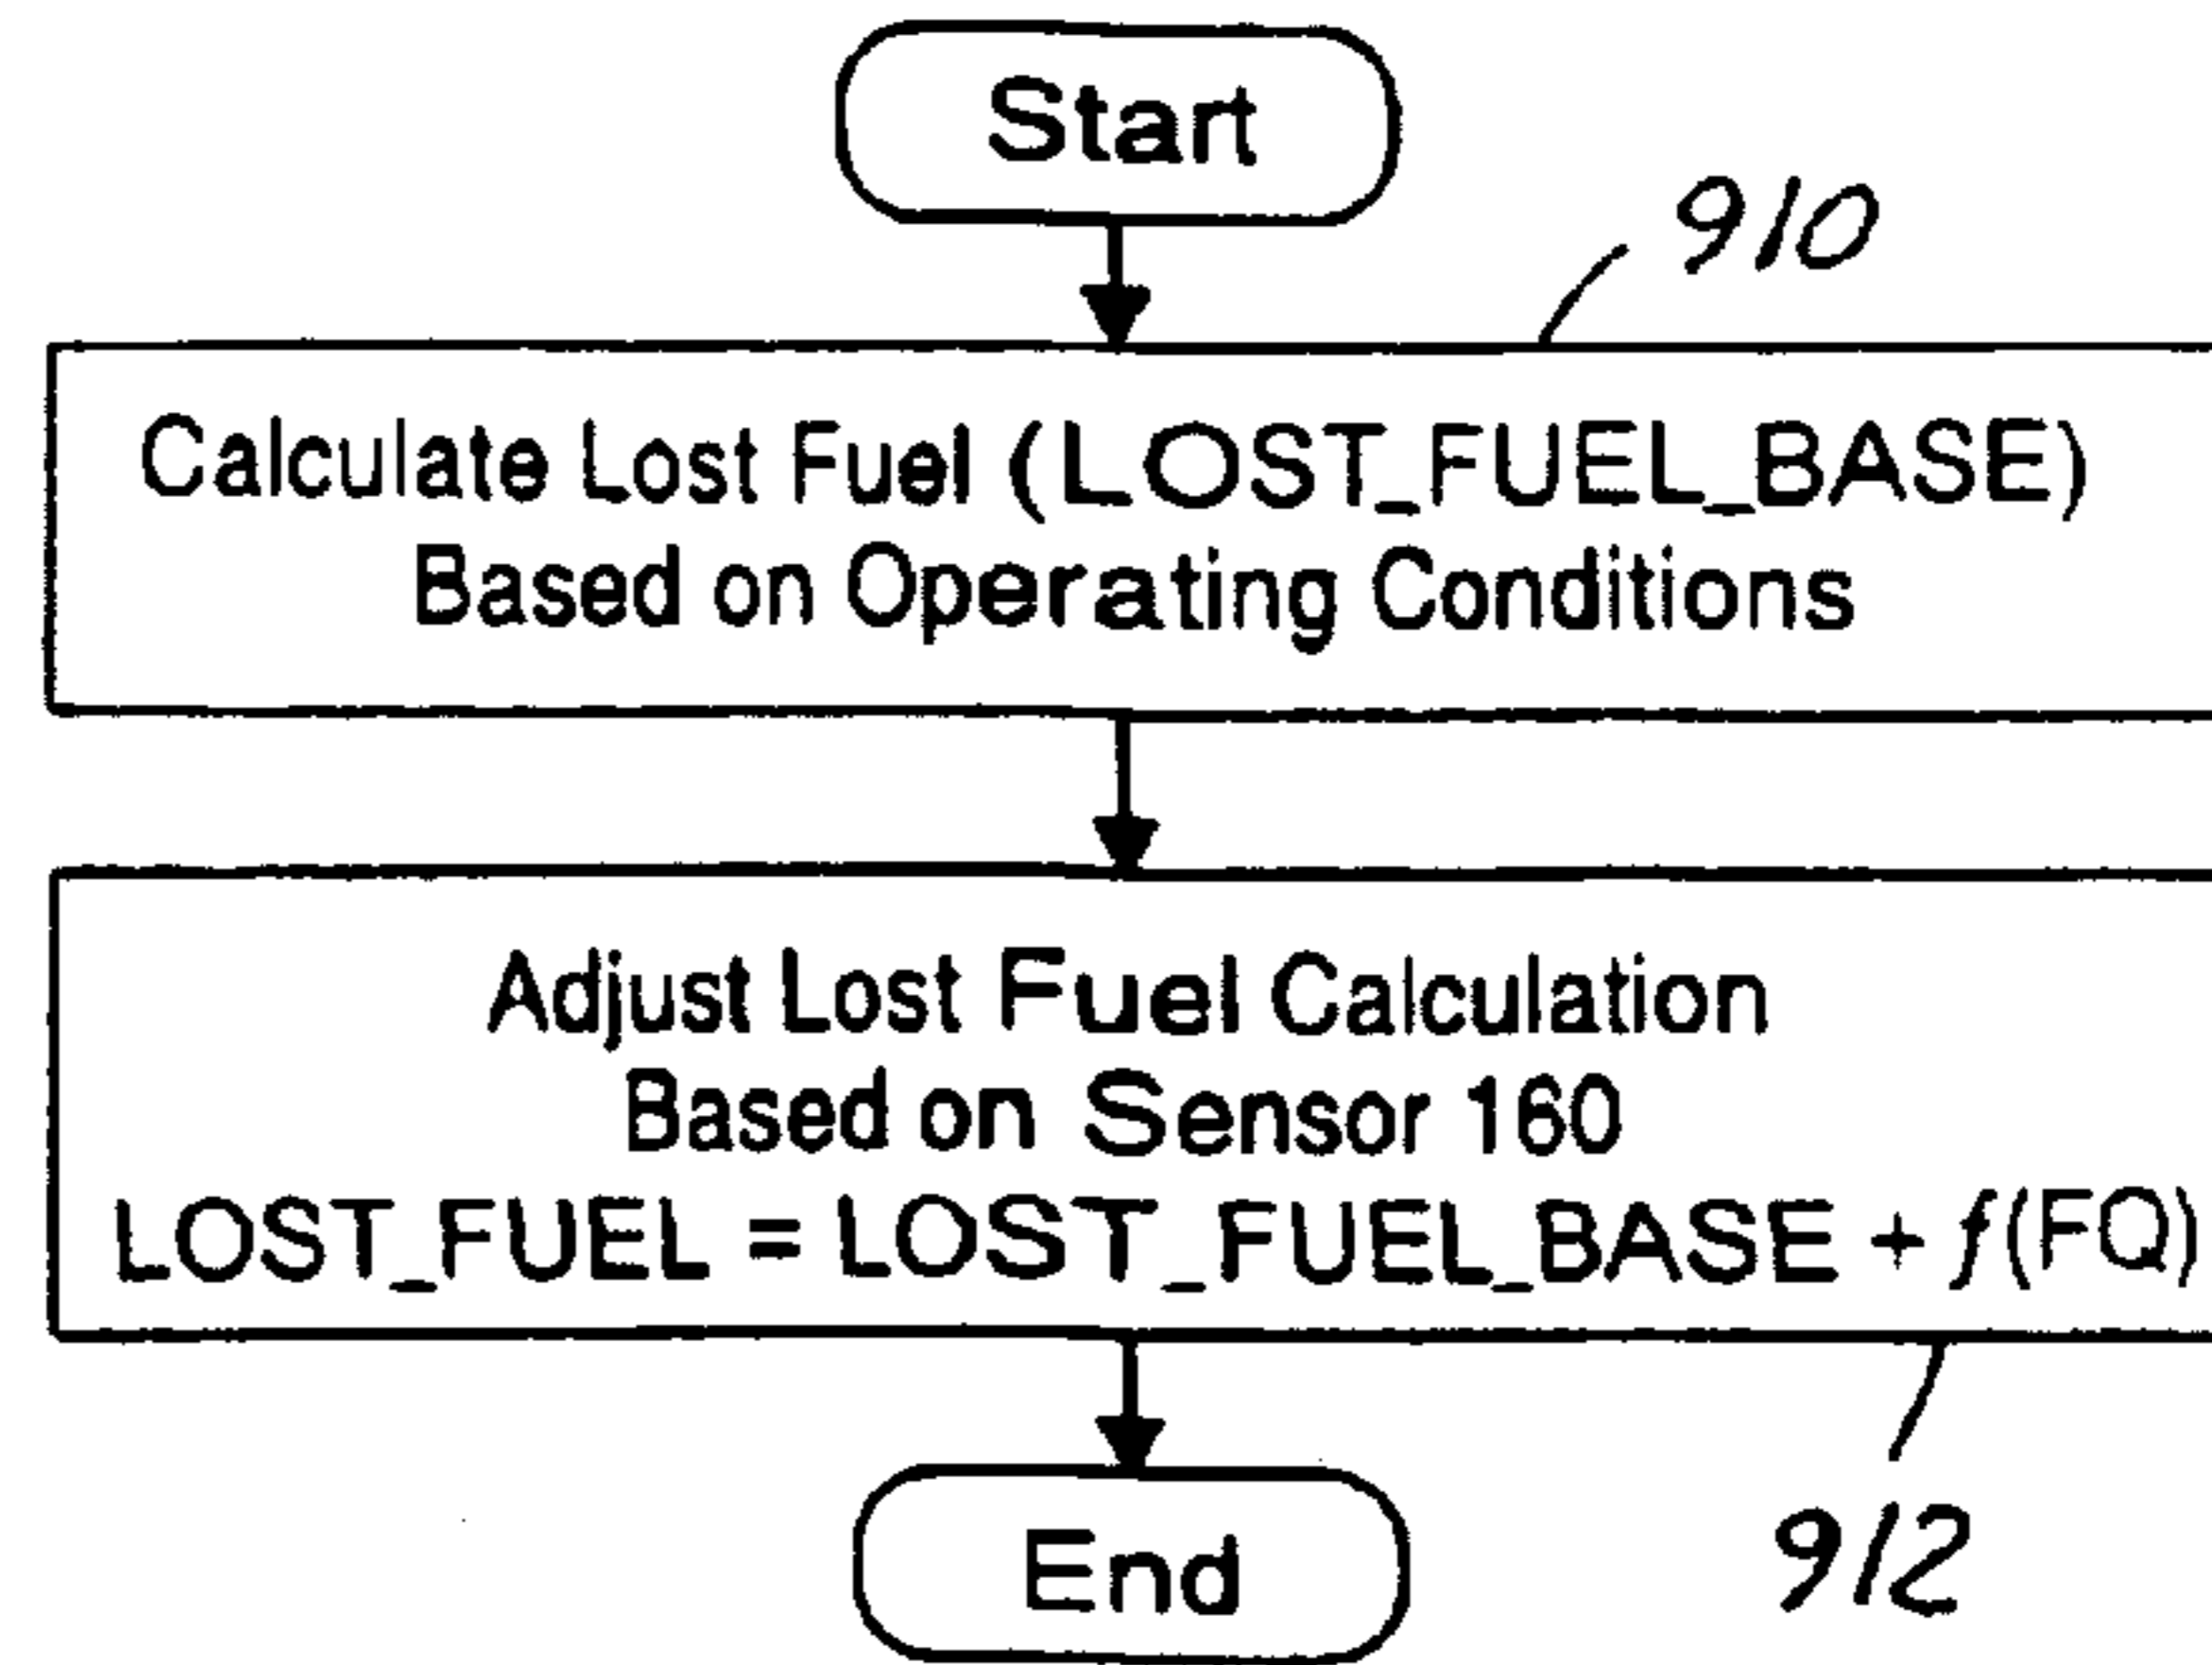 Start
910
Calculate Lost Fuel (LOST_FUEL_BASE)
Based on Operating Conditions
Adjust Lost Fuel Calculation
Based on Sensor 160
LOST_FUEL = LOST_FUEL_BASE + f(FQ)
End
912